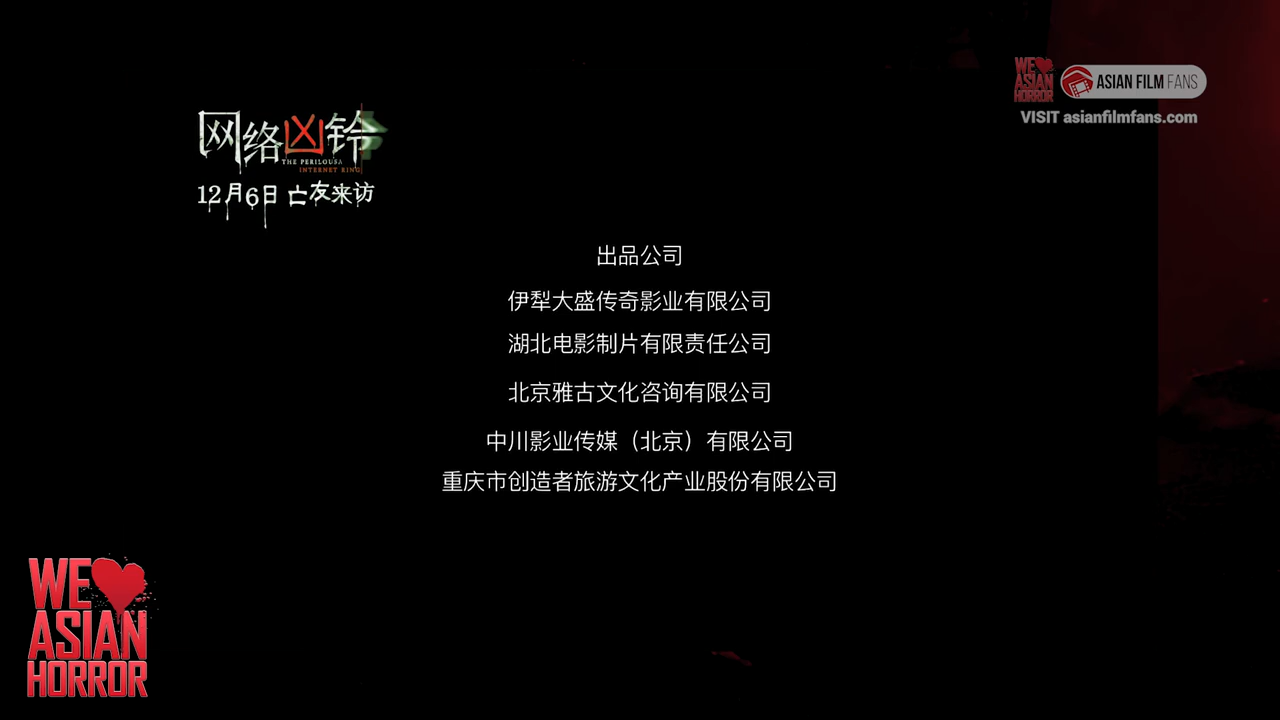 WE
ASIAN
HORROR
ASIAN FILM FANS
VISIT asianfilmfans.com
网络凶铃
THE PERILOUSA
INTERNET RING
12月6日 亡友来访
出品公司
伊犁大盛传奇影业有限公司
湖北电影制片有限责任公司
北京雅古文化咨询有限公司
中川影业传媒（北京）有限公司
重庆市创造者旅游文化产业股份有限公司
WE
ASIAN
HORROR